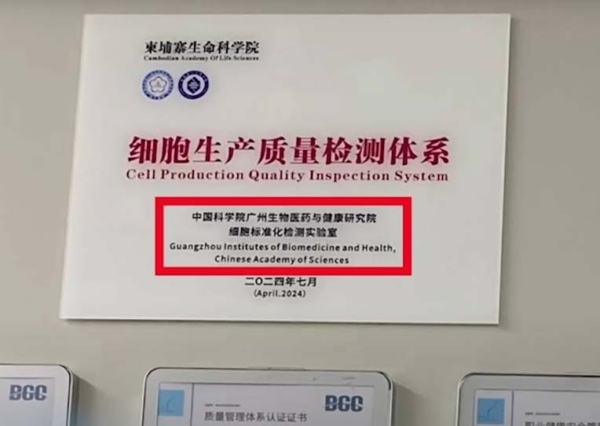 柬埔寨生命科学院
Cambodian Academy Of Life Sciences
细胞生产质量检测体系
Cell Production Quality Inspection System
中国科学院广州生物医药与健康研究院
细胞标准化检测实验室
Guangzhou Institutes of Biomedicine and Health,
Chinese Academy of Sciences
二〇二四年七月
(April.2024)
BCC
质量管理体系认证证书
BCC